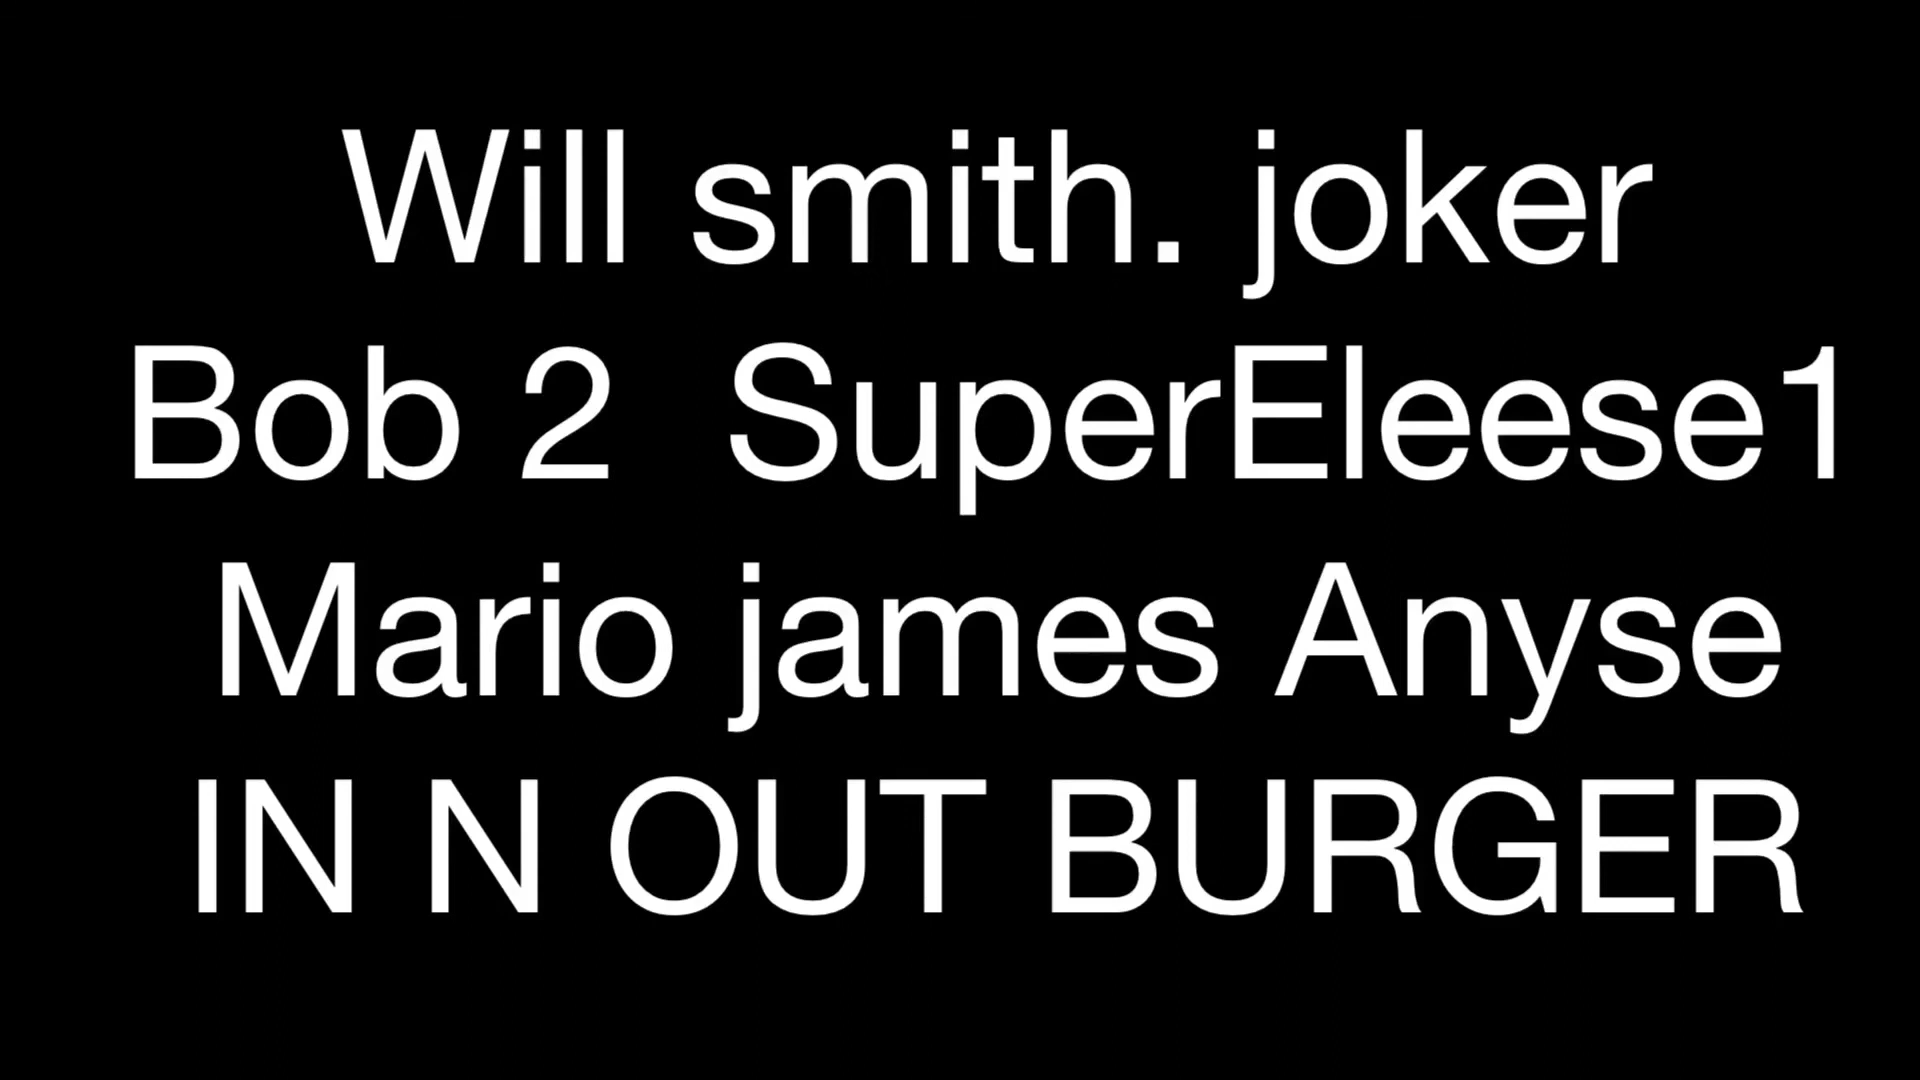 Will smith. joker
Bob 2  SuperEleese1
Mario james Anyse
IN N OUT BURGER